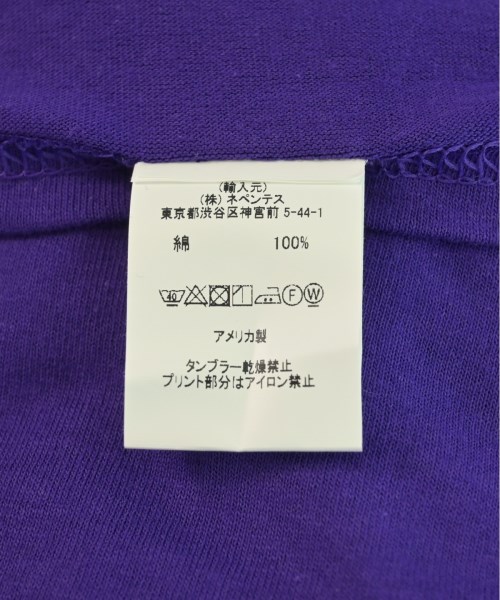 (輸入元)
(株) ネペンテス
東京都渋谷区神宮前 5-44-1
綿 100%
40 F W
アメリカ製
タンブラー乾燥禁止
プリント部分はアイロン禁止